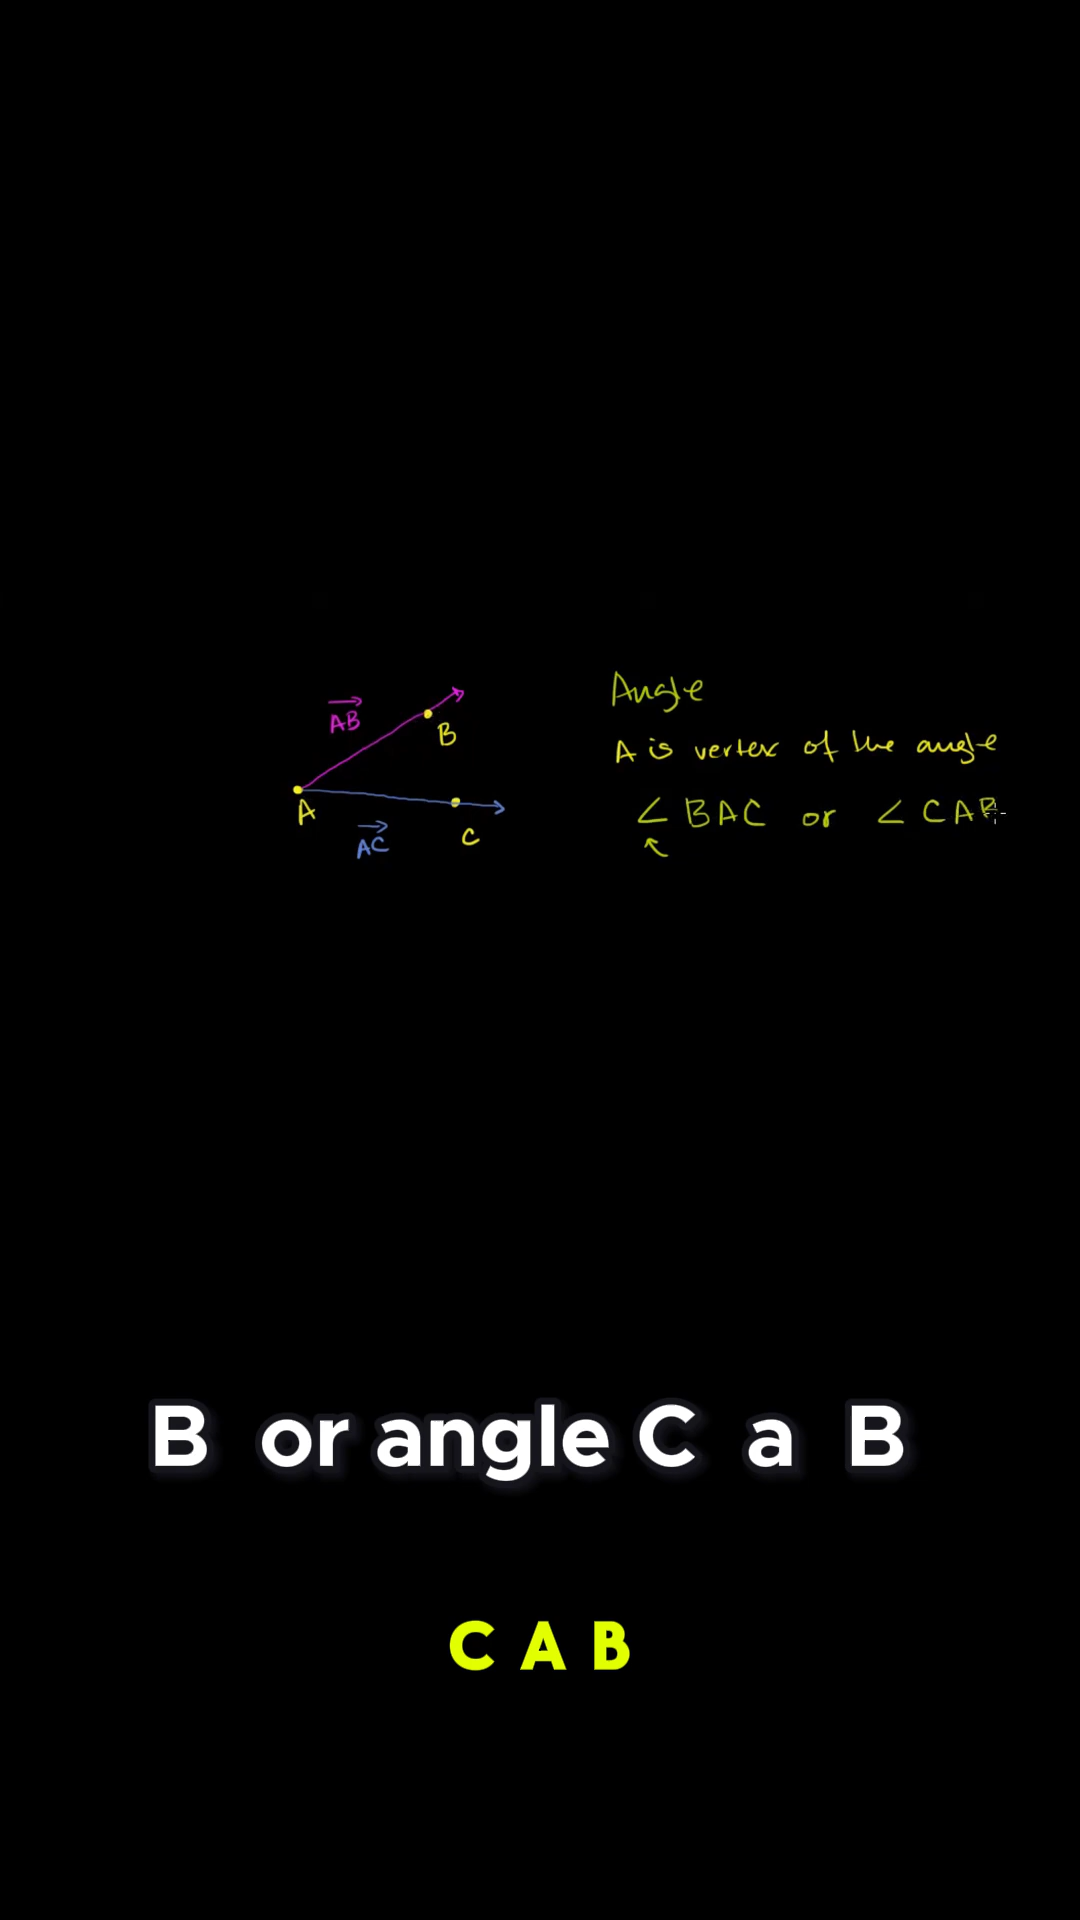 Angle
AB
B
A is vertex of the angle
A
∠ BAC or ∠ CAB
C
AC
B or angle C a B
C A B